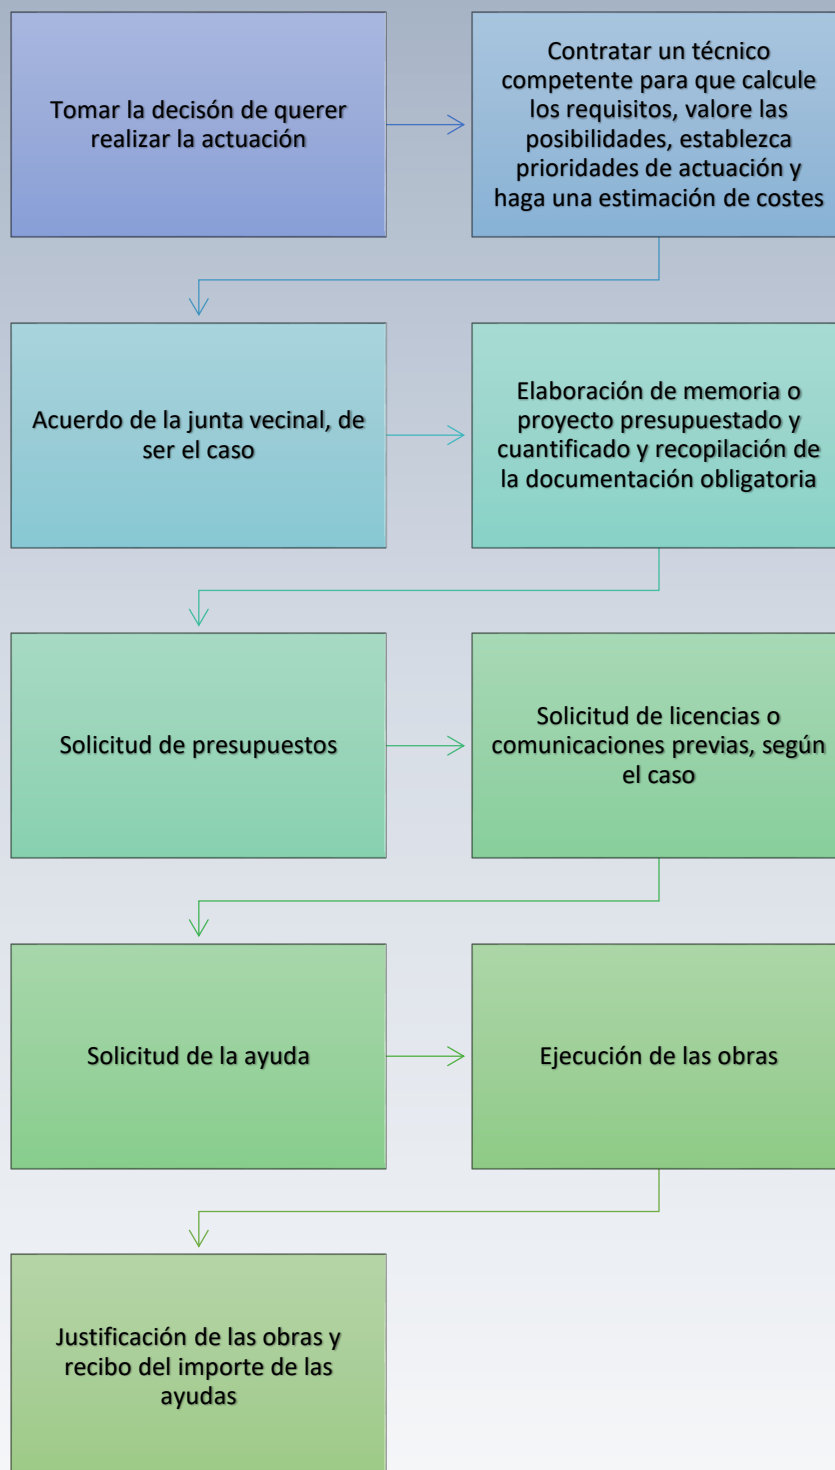 Tomar la decisón de querer
realizar la actuación
Contratar un técnico
competente para que calcule
los requisitos, valore las
posibilidades, establezca
prioridades de actuación y
haga una estimación de costes
Acuerdo de la junta vecinal, de
ser el caso
Elaboración de memoria o
proyecto presupuestado y
cuantificado y recopilación de
la documentación obligatoria
Solicitud de presupuestos
Solicitud de licencias o
comunicaciones previas, según
el caso
Solicitud de la ayuda
Ejecución de las obras
Justificación de las obras y
recibo del importe de las
ayudas